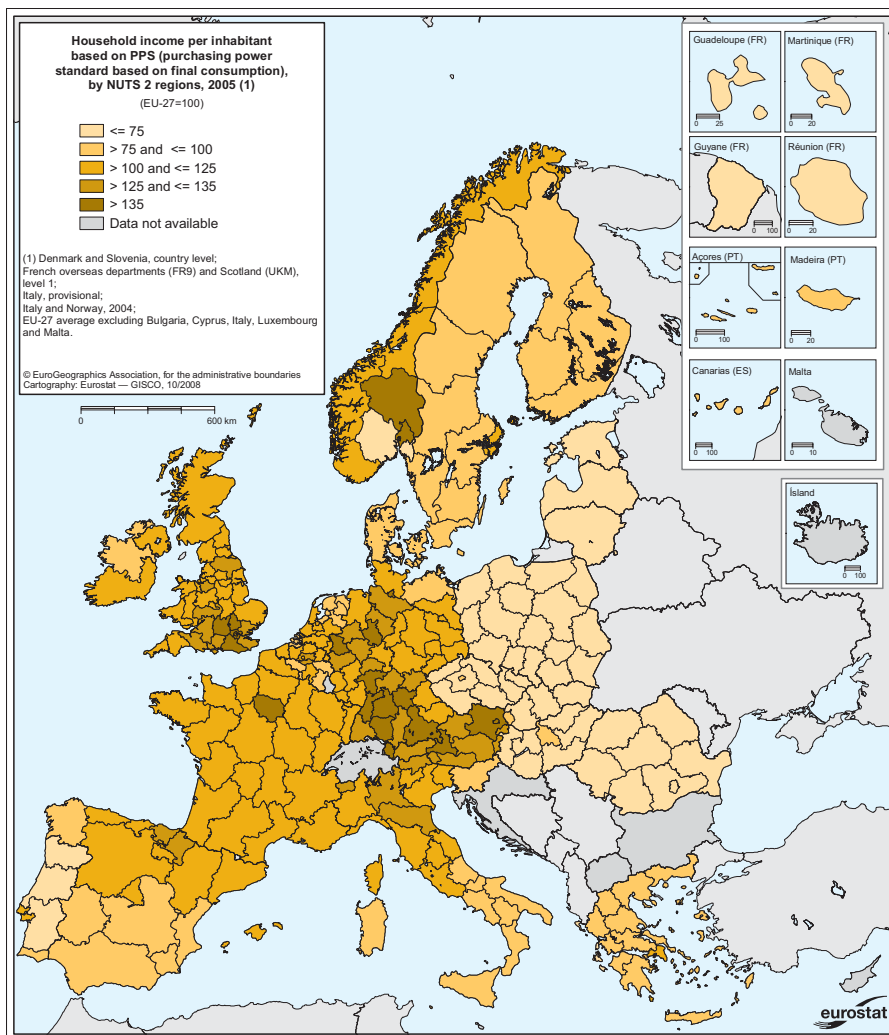 Household income per inhabitant
based on PPS (purchasing power
standard based on final consumption),
by NUTS 2 regions, 2005 (1)
(EU-27=100)
<= 75
> 75 and <= 100
> 100 and <= 125
> 125 and <= 135
> 135
Data not available
(1) Denmark and Slovenia, country level;
French overseas departments (FR9) and Scotland (UKM),
level 1;
Italy, provisional;
Italy and Norway, 2004;
EU-27 average excluding Bulgaria, Cyprus, Italy, Luxembourg
and Malta.
© EuroGeographics Association, for the administrative boundaries
Cartography: Eurostat — GISCO, 10/2008
0 600 km
Guadeloupe (FR)
0 25
Martinique (FR)
0 20
Guyane (FR)
0 100
Réunion (FR)
0 20
Açores (PT)
0 100
Madeira (PT)
0 20
Canarias (ES)
0 100
Malta
0 10
Ísland
0 100
eurostat